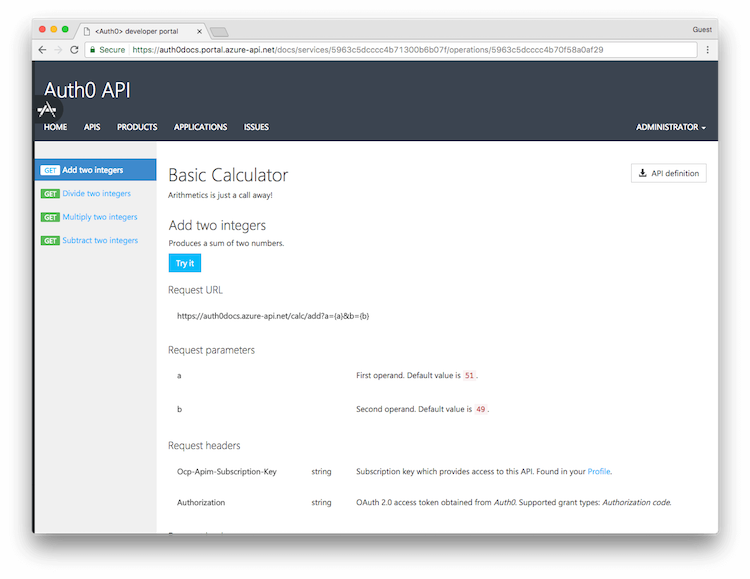 <Auth0> developer portal
Guest
Secure https://auth0docs.portal.azure-api.net/docs/services/5963c5dcccc4b71300b6b07f/operations/5963c5dcccc4b70f58a0af29
Auth0 API
HOME APIS PRODUCTS APPLICATIONS ISSUES ADMINISTRATOR
GET Add two integers
GET Divide two integers
GET Multiply two integers
GET Subtract two integers
Basic Calculator
API definition
Arithmetics is just a call away!
Add two integers
Produces a sum of two numbers.
Try it
Request URL
https://auth0docs.azure-api.net/calc/add?a={a}&b={b}
Request parameters
a First operand. Default value is 51 .
b Second operand. Default value is 49 .
Request headers
Ocp-Apim-Subscription-Key string Subscription key which provides access to this API. Found in your Profile.
Authorization string OAuth 2.0 access token obtained from Auth0. Supported grant types: Authorization code.